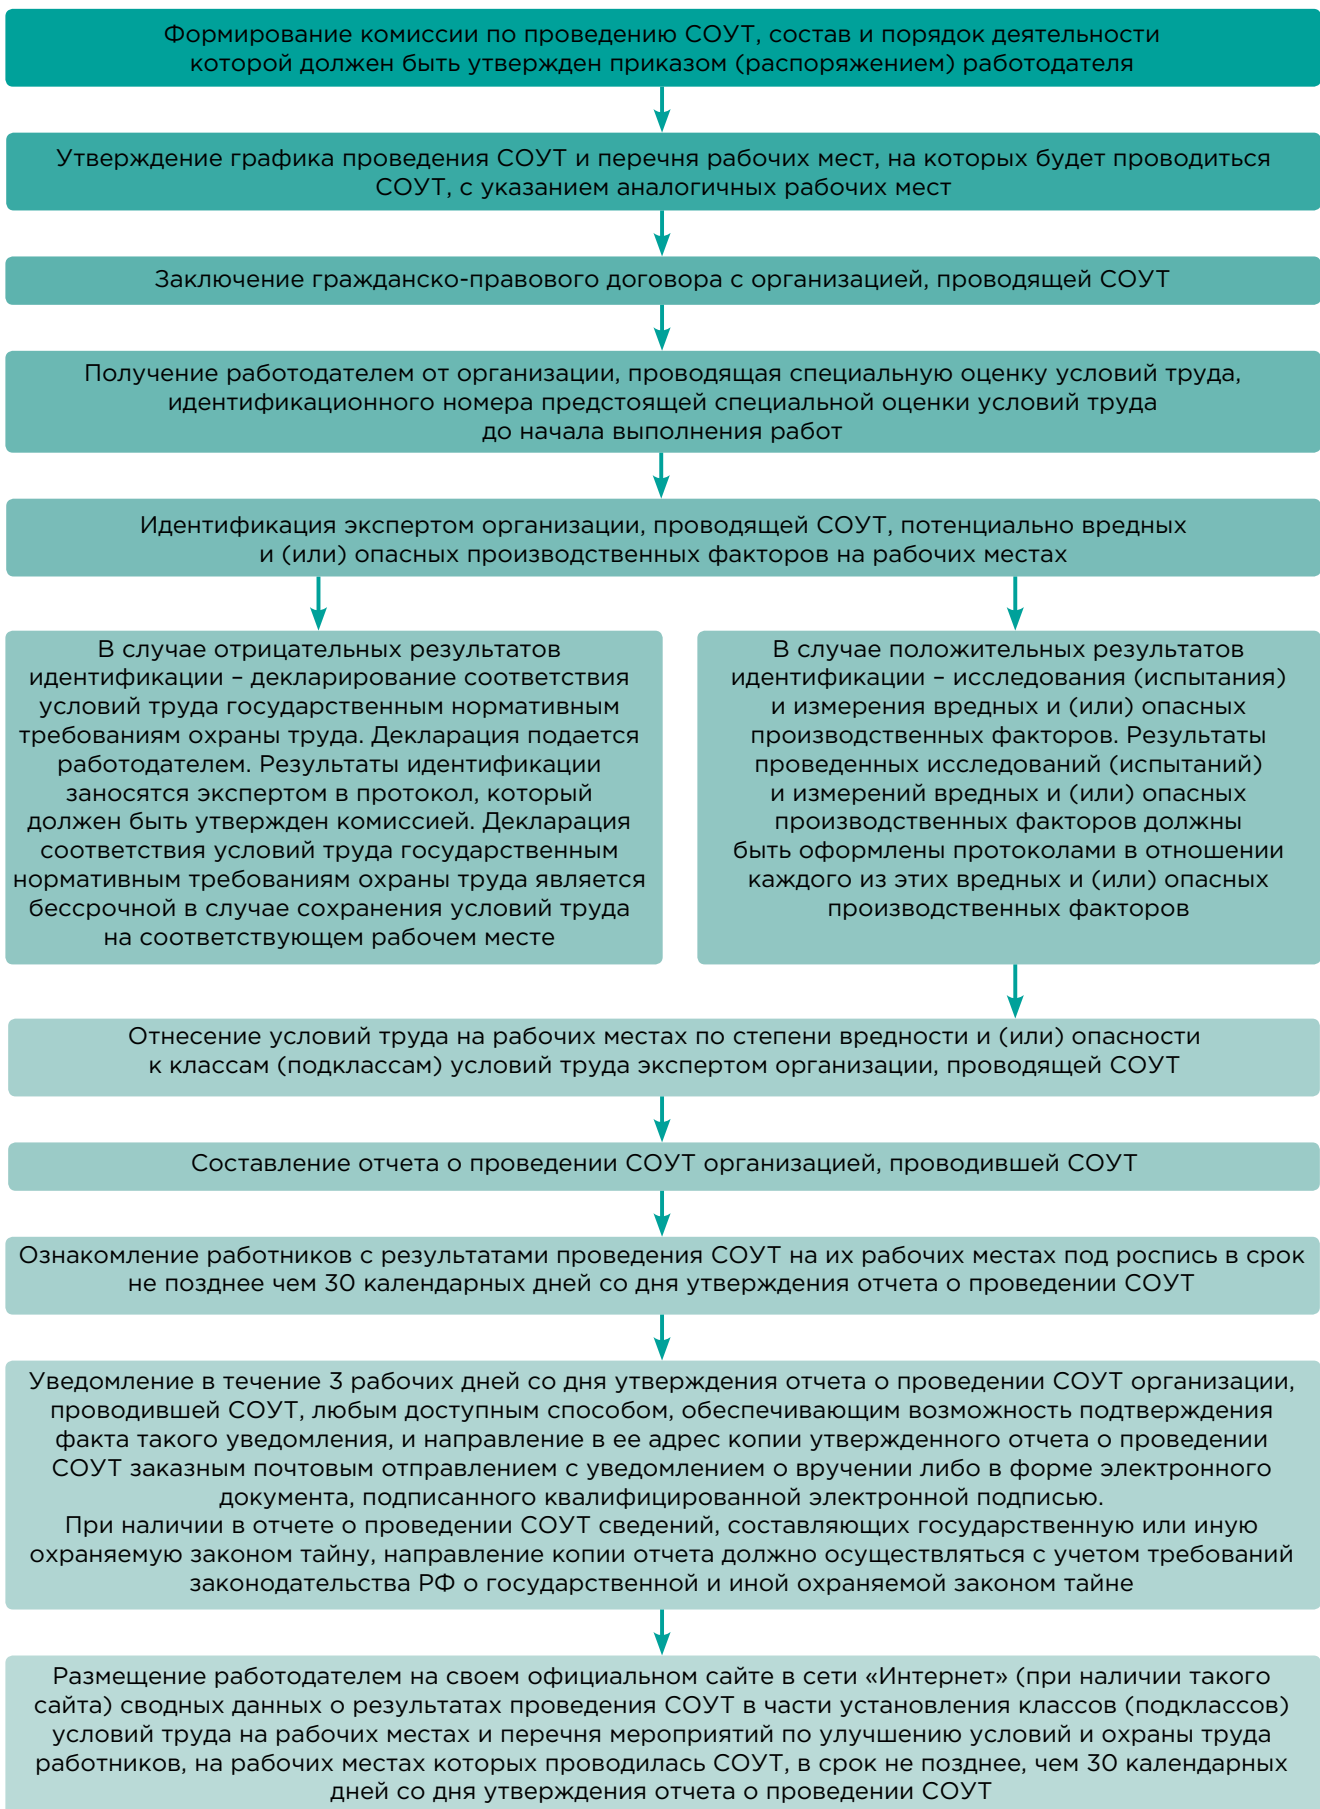 Формирование комиссии по проведению СОУТ, состав и порядок деятельности
которой должен быть утвержден приказом (распоряжением) работодателя
Утверждение графика проведения СОУТ и перечня рабочих мест, на которых будет проводиться
СОУТ, с указанием аналогичных рабочих мест
Заключение гражданско-правового договора с организацией, проводящей СОУТ
Получение работодателем от организации, проводящая специальную оценку условий труда,
идентификационного номера предстоящей специальной оценки условий труда
до начала выполнения работ
Идентификация экспертом организации, проводящей СОУТ, потенциально вредных
и (или) опасных производственных факторов на рабочих местах
В случае отрицательных результатов
идентификации – декларирование соответствия
условий труда государственным нормативным
требованиям охраны труда. Декларация подается
работодателем. Результаты идентификации
заносятся экспертом в протокол, который
должен быть утвержден комиссией. Декларация
соответствия условий труда государственным
нормативным требованиям охраны труда является
бессрочной в случае сохранения условий труда
на соответствующем рабочем месте
В случае положительных результатов
идентификации – исследования (испытания)
и измерения вредных и (или) опасных
производственных факторов. Результаты
проведенных исследований (испытаний)
и измерений вредных и (или) опасных
производственных факторов должны
быть оформлены протоколами в отношении
каждого из этих вредных и (или) опасных
производственных факторов
Отнесение условий труда на рабочих местах по степени вредности и (или) опасности
к классам (подклассам) условий труда экспертом организации, проводящей СОУТ
Составление отчета о проведении СОУТ организацией, проводившей СОУТ
Ознакомление работников с результатами проведения СОУТ на их рабочих местах под роспись в срок
не позднее чем 30 календарных дней со дня утверждения отчета о проведении СОУТ
Уведомление в течение 3 рабочих дней со дня утверждения отчета о проведении СОУТ организации,
проводившей СОУТ, любым доступным способом, обеспечивающим возможность подтверждения
факта такого уведомления, и направление в ее адрес копии утвержденного отчета о проведении
СОУТ заказным почтовым отправлением с уведомлением о вручении либо в форме электронного
документа, подписанного квалифицированной электронной подписью.
При наличии в отчете о проведении СОУТ сведений, составляющих государственную или иную
охраняемую законом тайну, направление копии отчета должно осуществляться с учетом требований
законодательства РФ о государственной и иной охраняемой законом тайне
Размещение работодателем на своем официальном сайте в сети «Интернет» (при наличии такого
сайта) сводных данных о результатах проведения СОУТ в части установления классов (подклассов)
условий труда на рабочих местах и перечня мероприятий по улучшению условий и охраны труда
работников, на рабочих местах которых проводилась СОУТ, в срок не позднее, чем 30 календарных
дней со дня утверждения отчета о проведении СОУТ